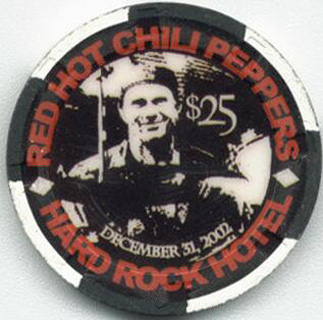 RED HOT CHILI PEPPERS
$25
DECEMBER 31, 2002
HARD ROCK HOTEL